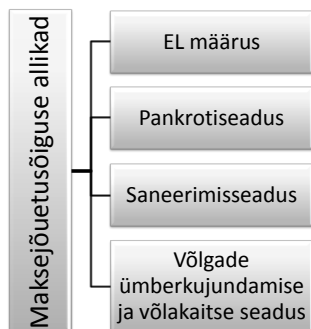 Maksejõuetusõiguse allikad
EL määrus
Pankrotiseadus
Saneerimisseadus
Võlgade
ümberkujundamise
ja võlakaitse seadus